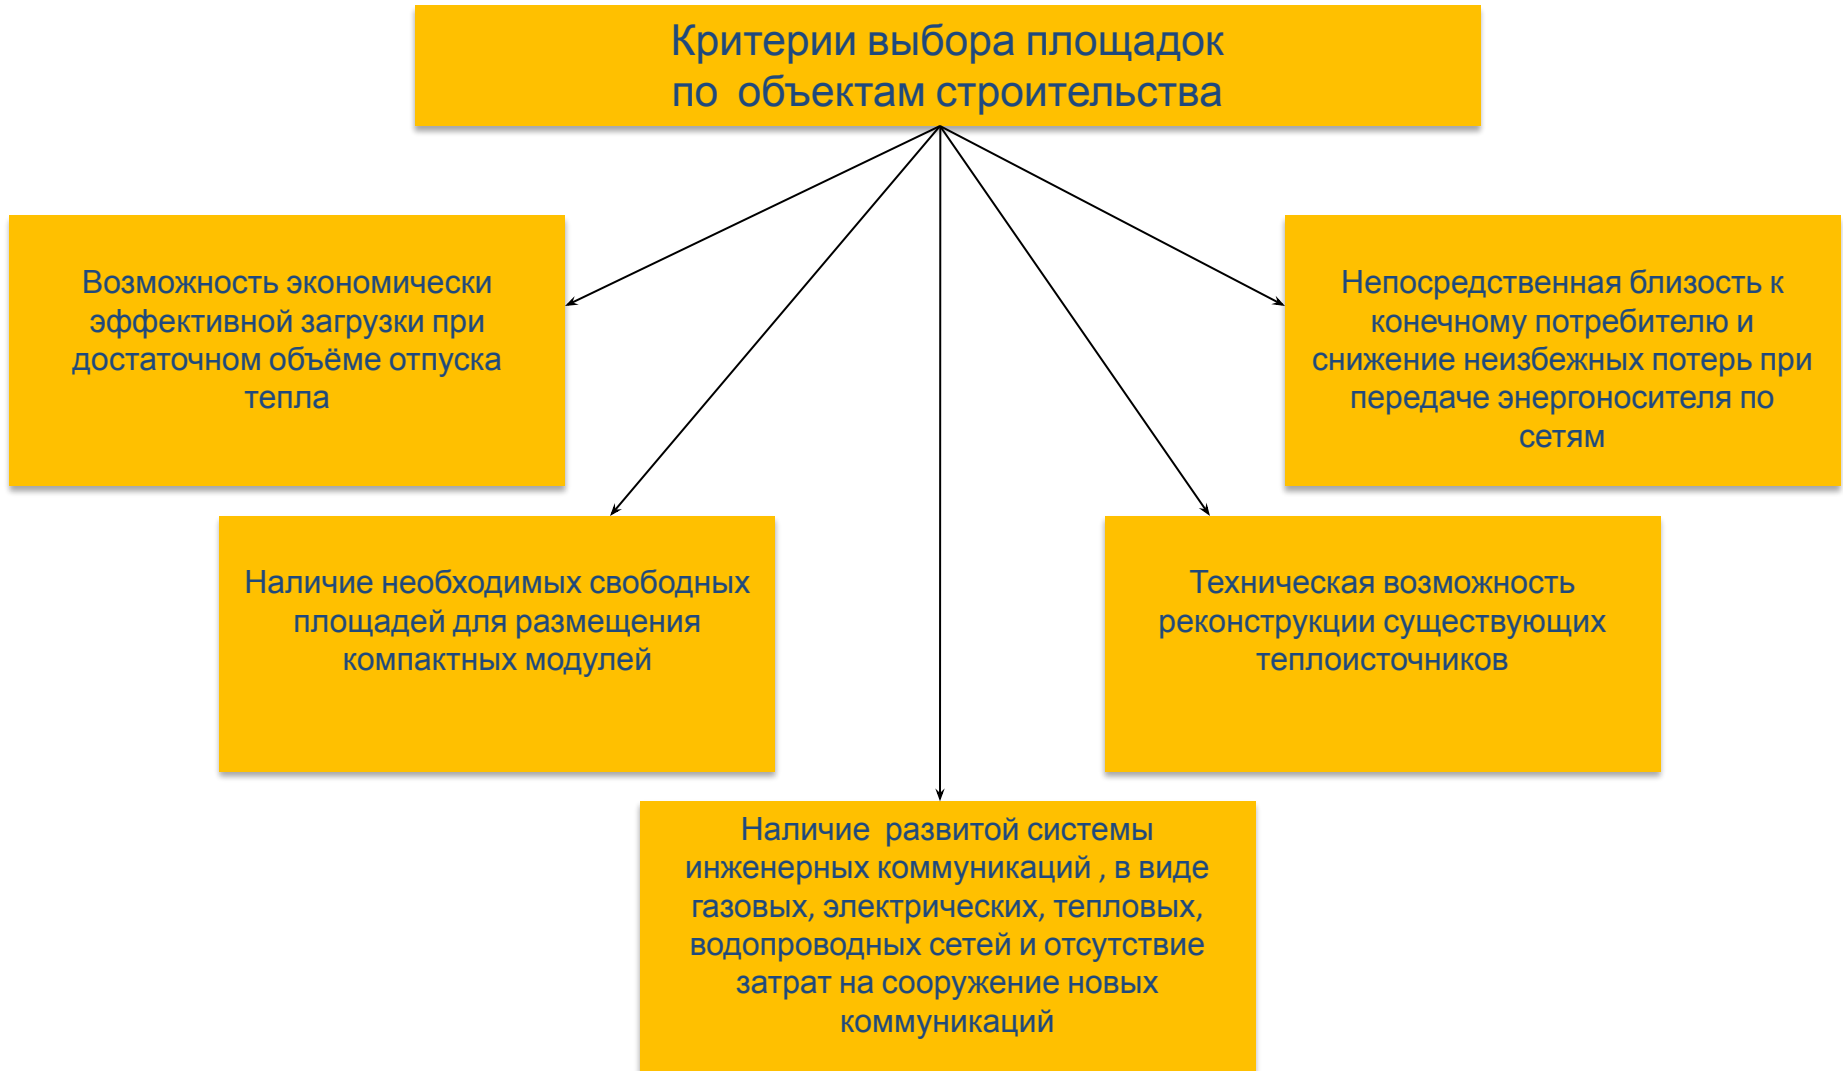 Критерии выбора площадок
по объектам строительства
Возможность экономически
эффективной загрузки при
достаточном объёме отпуска
тепла
Непосредственная близость к
конечному потребителю и
снижение неизбежных потерь при
передаче энергоносителя по
сетям
Наличие необходимых свободных
площадей для размещения
компактных модулей
Техническая возможность
реконструкции существующих
теплоисточников
Наличие развитой системы
инженерных коммуникаций , в виде
газовых, электрических, тепловых,
водопроводных сетей и отсутствие
затрат на сооружение новых
коммуникаций